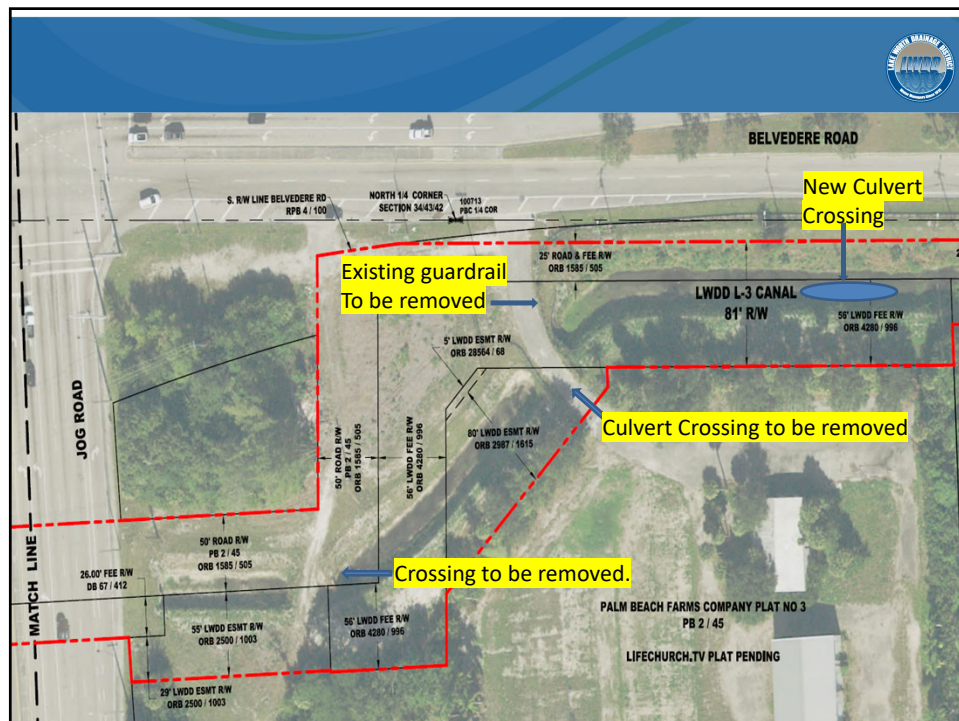 LAKE WORTH DRAINAGE DISTRICT
LWDD
BELVEDERE ROAD
New Culvert
Crossing
S. R/W LINE BELVEDERE RD
RPB 4 / 100
NORTH 1/4 CORNER
SECTION 34/43/42
100713
PBC 1/4 COR
Existing guardrail
To be removed
25' ROAD & FEE R/W
ORB 1585 / 505
LWDD L-3 CANAL
81' R/W
56' LWDD FEE R/W
ORB 4280 / 996
5' LWDD ESMT R/W
ORB 28564 / 68
JOG ROAD
Culvert Crossing to be removed
80' LWDD ESMT R/W
ORB 2987 / 1615
50' ROAD R/W
PB 2 / 45
ORB 1585 / 505
56' LWDD FEE R/W
ORB 4280 / 996
MATCH LINE
50' ROAD R/W
PB 2 / 45
ORB 1585 / 505
26.00' FEE R/W
DB 67 / 412
Crossing to be removed.
55' LWDD ESMT R/W
ORB 2500 / 1003
56' LWDD FEE R/W
ORB 4280 / 996
PALM BEACH FARMS COMPANY PLAT NO 3
PB 2 / 45
LIFECHURCH.TV PLAT PENDING
29' LWDD ESMT R/W
ORB 2500 / 1003